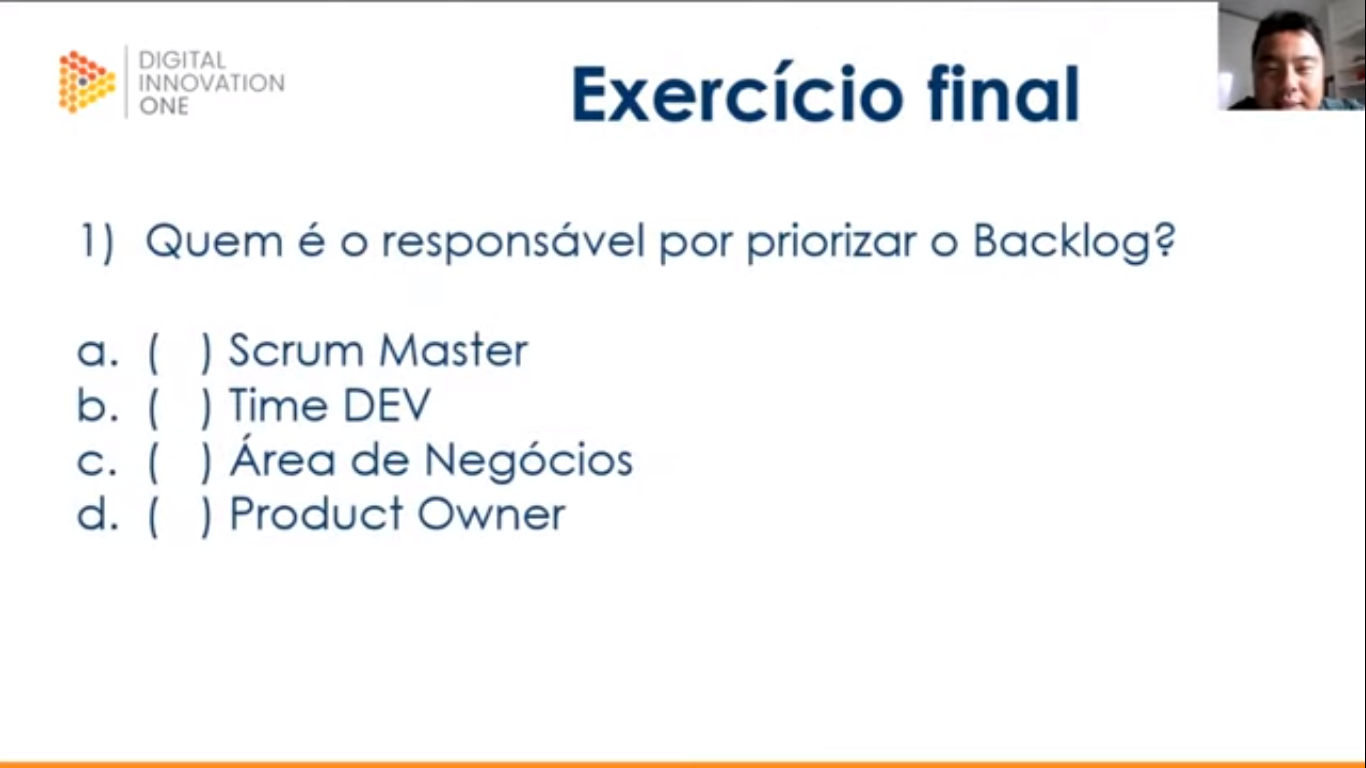 DIGITAL
INNOVATION
ONE
Exercício final
1) Quem é o responsável por priorizar o Backlog?
a. ( ) Scrum Master
b. ( ) Time DEV
c. ( ) Área de Negócios
d. ( ) Product Owner